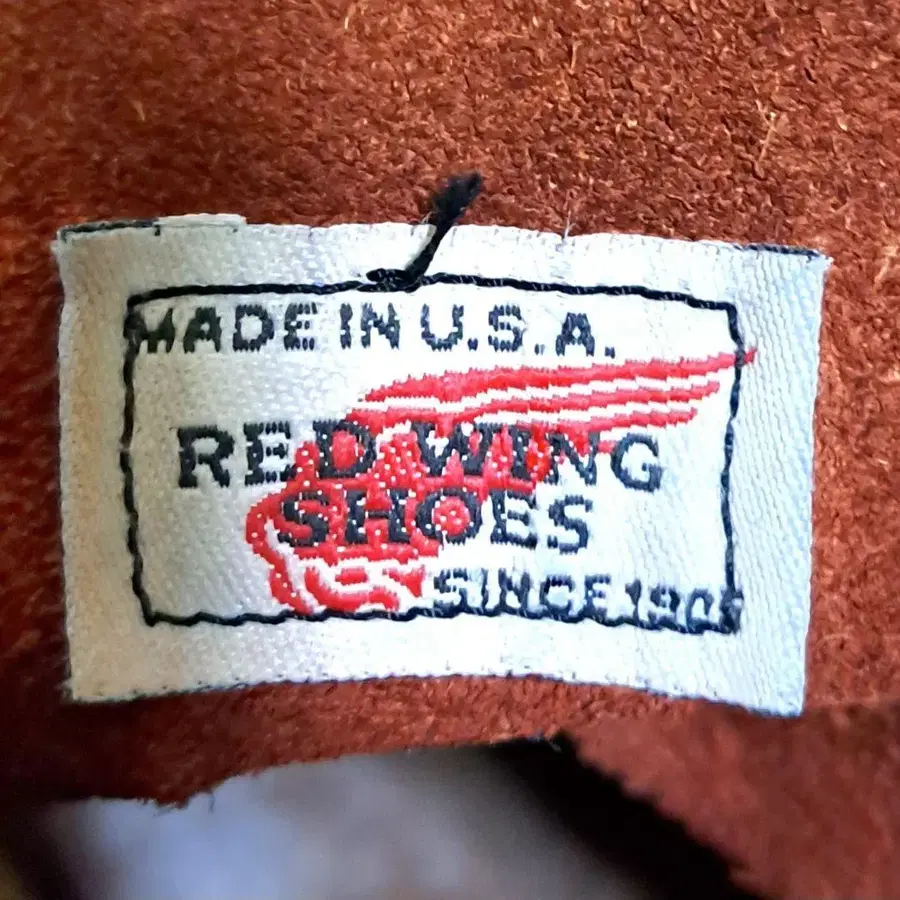 MADE IN U.S.A.
RED WING
SHOES
SINCE 1905